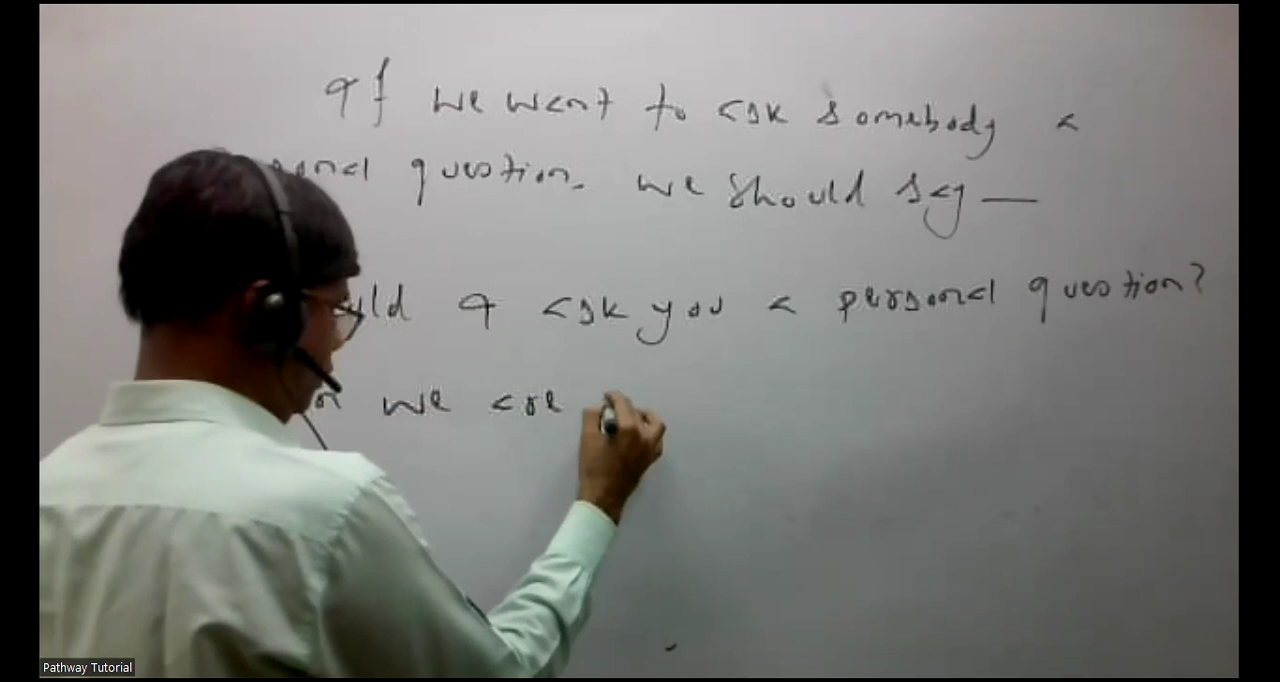 If we want to ask somebody a
onal question, we should say —
uld I ask you a personal question?
we are
Pathway Tutorial